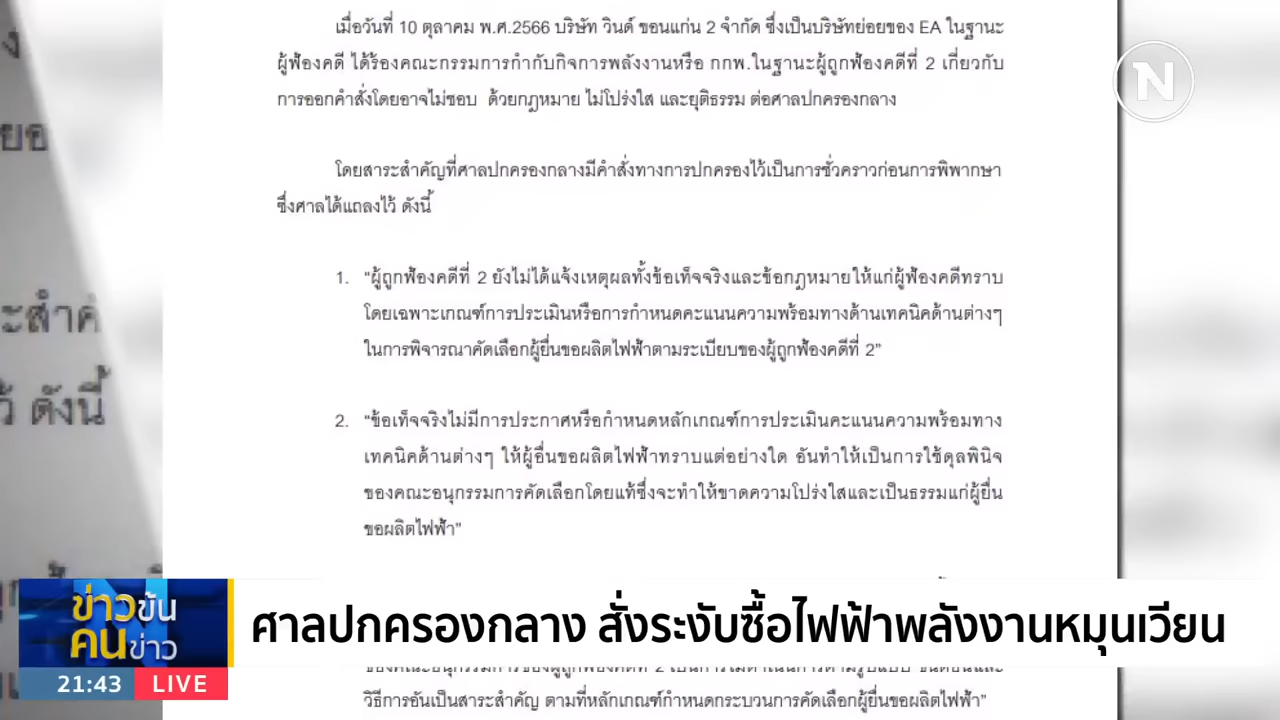 เมื่อวันที่ 10 ตุลาคม พ.ศ.2566 บริษัท วินด์ ขอนแก่น 2 จำกัด ซึ่งเป็นบริษัทย่อยของ EA ในฐานะ
ผู้ฟ้องคดี ได้ร้องคณะกรรมการกำกับกิจการพลังงานหรือ กกพ.ในฐานะผู้ถูกฟ้องคดีที่ 2 เกี่ยวกับ
การออกคำสั่งโดยอาจไม่ชอบ ด้วยกฎหมาย ไม่โปร่งใส และยุติธรรม ต่อศาลปกครองกลาง
N
โดยสาระสำคัญที่ศาลปกครองกลางมีคำสั่งทางการปกครองไว้เป็นการชั่วคราวก่อนการพิพากษา
ซึ่งศาลได้แถลงไว้ ดังนี้
1. "ผู้ถูกฟ้องคดีที่ 2 ยังไม่ได้แจ้งเหตุผลทั้งข้อเท็จจริงและข้อกฎหมายให้แก่ผู้ฟ้องคดีทราบ
โดยเฉพาะเกณฑ์การประเมินหรือการกำหนดคะแนนความพร้อมทางด้านเทคนิคด้านต่างๆ
ในการพิจารณาคัดเลือกผู้ยื่นขอผลิตไฟฟ้าตามระเบียบของผู้ถูกฟ้องคดีที่ 2"
2. "ข้อเท็จจริงไม่มีการประกาศหรือกำหนดหลักเกณฑ์การประเมินคะแนนความพร้อมทาง
เทคนิคด้านต่างๆ ให้ผู้อื่นขอผลิตไฟฟ้าทราบแต่อย่างใด อันทำให้เป็นการใช้ดุลพินิจ
ของคณะอนุกรรมการคัดเลือกโดยแท้ซึ่งจะทำให้ขาดความโปร่งใสและเป็นธรรมแก่ผู้ยื่น
ขอผลิตไฟฟ้า"
ข่าวข้น
คนข่าว
ศาลปกครองกลาง สั่งระงับซื้อไฟฟ้าพลังงานหมุนเวียน
21:43 LIVE
วิธีการอันเป็นสาระสำคัญ ตามที่หลักเกณฑ์กำหนดกระบวนการคัดเลือกผู้ยื่นขอผลิตไฟฟ้า"
ระสำคั
ว้ ดังนี้